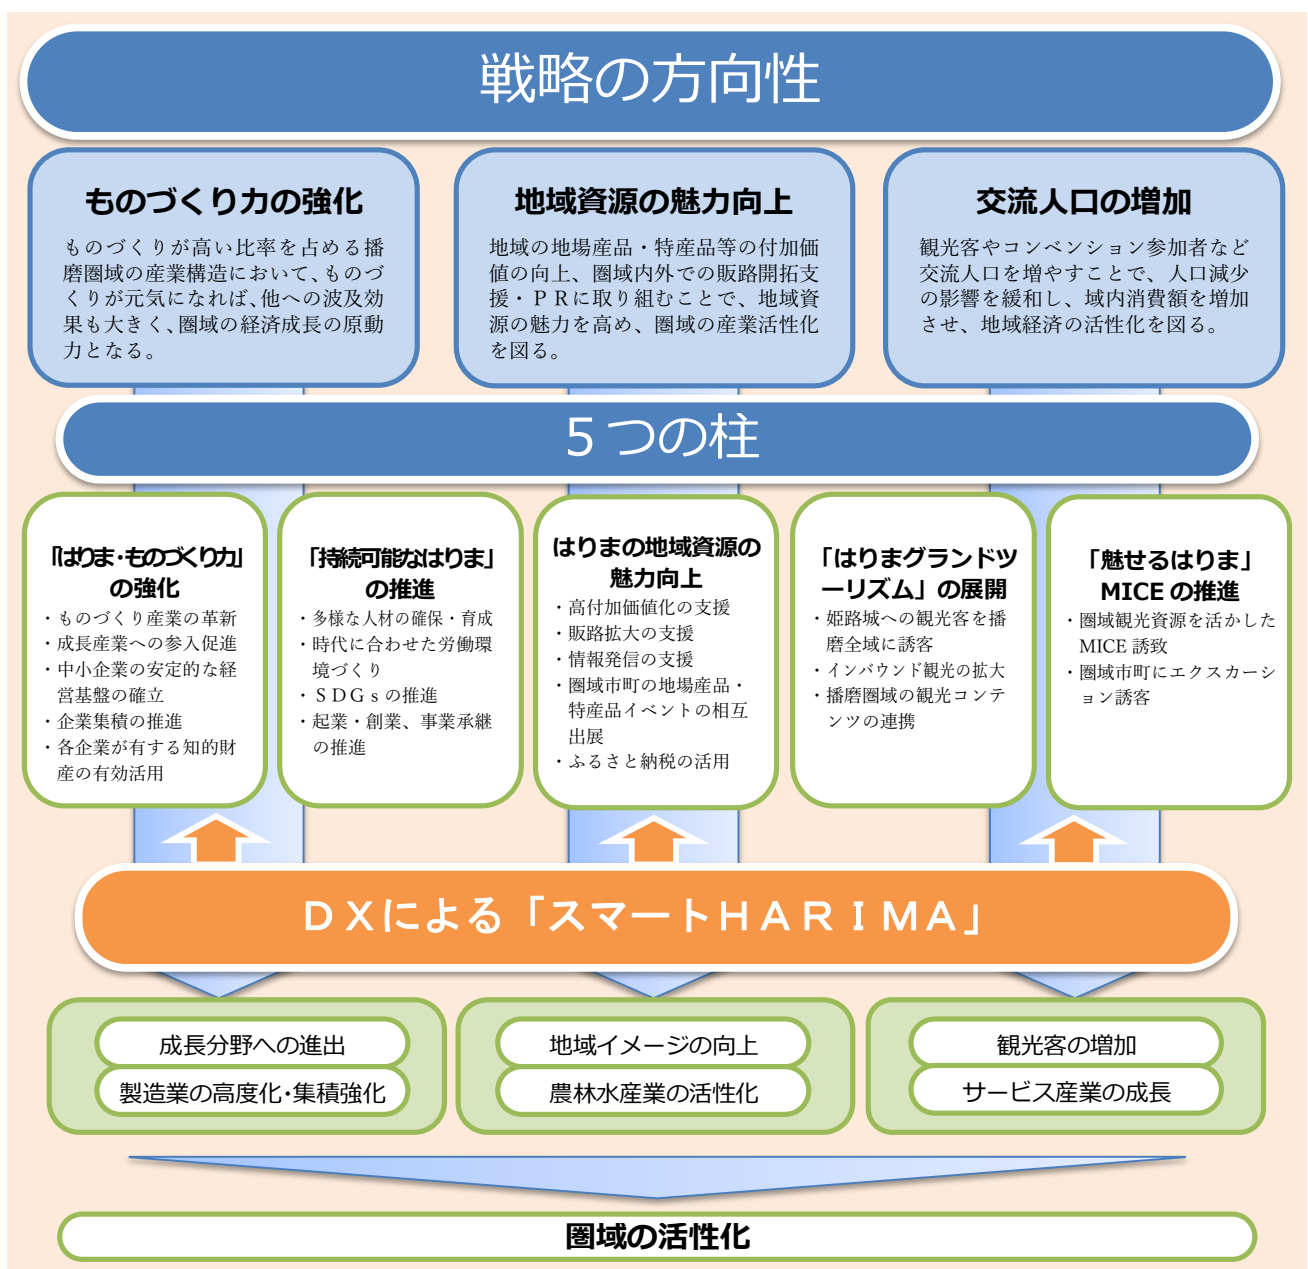 戦略の方向性
ものづくり力の強化
ものづくりが高い比率を占める播
磨圏域の産業構造において、ものづ
くりが元気になれば、他への波及効
果も大きく、圏域の経済成長の原動
力となる。
地域資源の魅力向上
地域の地場産品・特産品等の付加価
値の向上、圏域内外での販路開拓支
援・ＰＲに取り組むことで、地域資
源の魅力を高め、圏域の産業活性化
を図る。
交流人口の増加
観光客やコンベンション参加者など
交流人口を増やすことで、人口減少
の影響を緩和し、域内消費額を増加
させ、地域経済の活性化を図る。
５つの柱
「はりま・ものづくり力」
の強化
・ものづくり産業の革新
・成長産業への参入促進
・中小企業の安定的な経
営基盤の確立
・企業集積の推進
・各企業が有する知的財
産の有効活用
「持続可能なはりま」
の推進
・多様な人材の確保・育成
・時代に合わせた労働環
境づくり
・ＳＤＧｓの推進
・起業・創業、事業承継
の推進
はりまの地域資源の
魅力向上
・高付加価値化の支援
・販路拡大の支援
・情報発信の支援
・圏域市町の地場産品・
特産品イベントの相互
出展
・ふるさと納税の活用
「はりまグランドツ
ーリズム」の展開
・姫路城への観光客を播
磨全域に誘客
・インバウンド観光の拡大
・播磨圏域の観光コンテ
ンツの連携
「魅せるはりま」
MICE の推進
・圏域観光資源を活かした
MICE 誘致
・圏域市町にエクスカーシ
ョン誘客
ＤＸによる「スマートＨＡＲＩＭＡ」
成長分野への進出
製造業の高度化・集積強化
地域イメージの向上
農林水産業の活性化
観光客の増加
サービス産業の成長
圏域の活性化